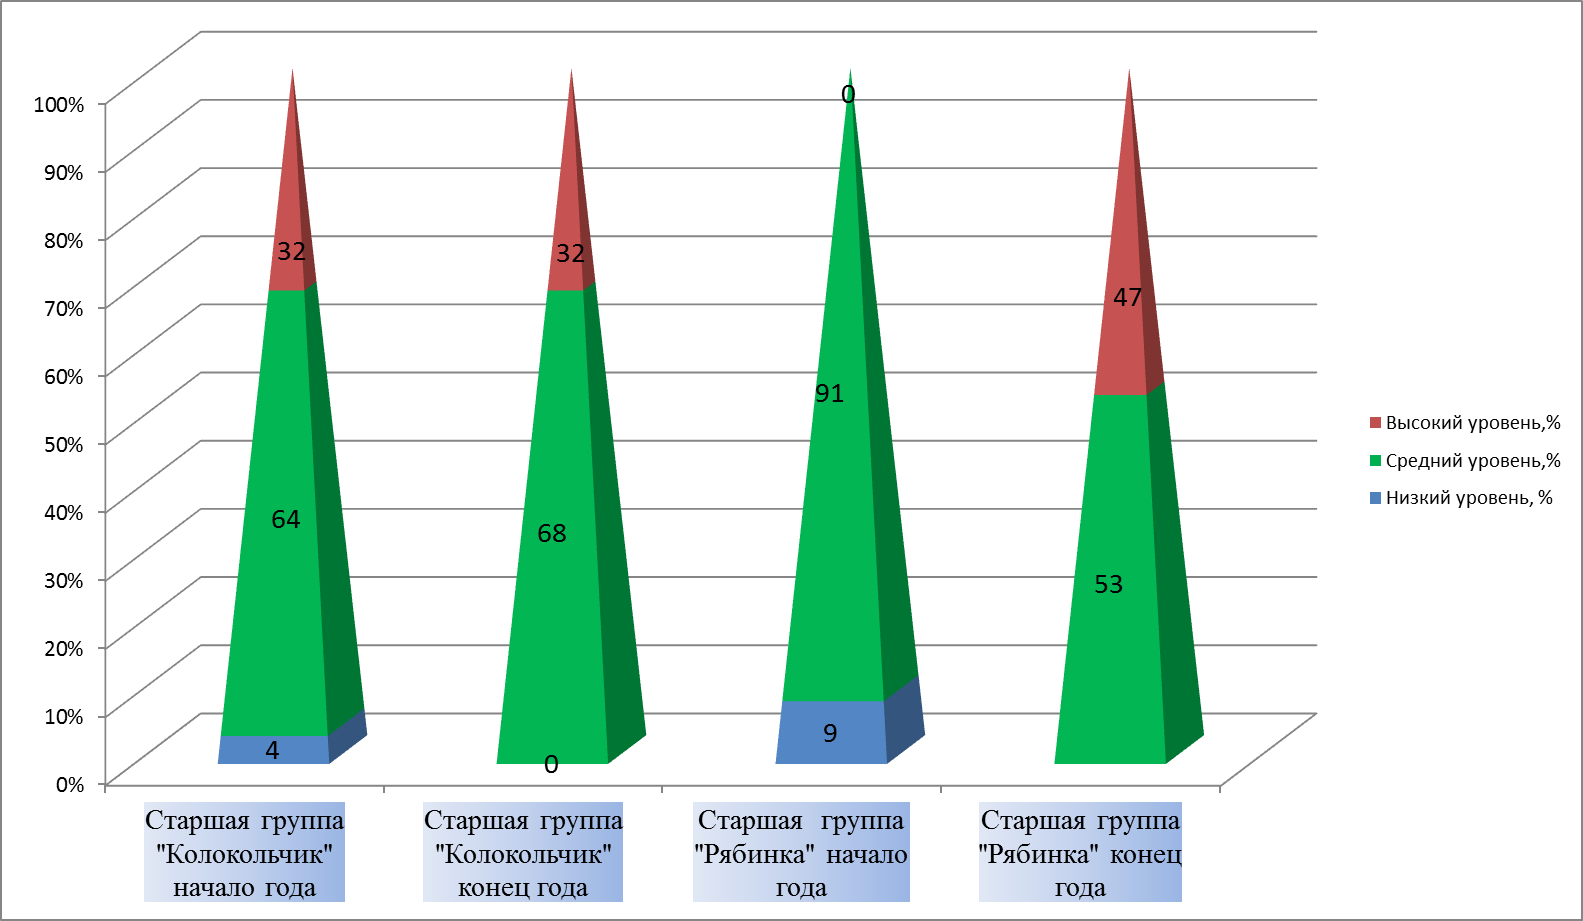 100%
90%
80%
70%
60%
50%
40%
30%
20%
10%
0%
32
64
4
32
68
0
0
91
9
47
53
Высокий уровень,%
Средний уровень,%
Низкий уровень, %
Старшая группа
"Колокольчик"
начало года
Старшая группа
"Колокольчик"
конец года
Старшая группа
"Рябинка" начало
года
Старшая группа
"Рябинка" конец
года